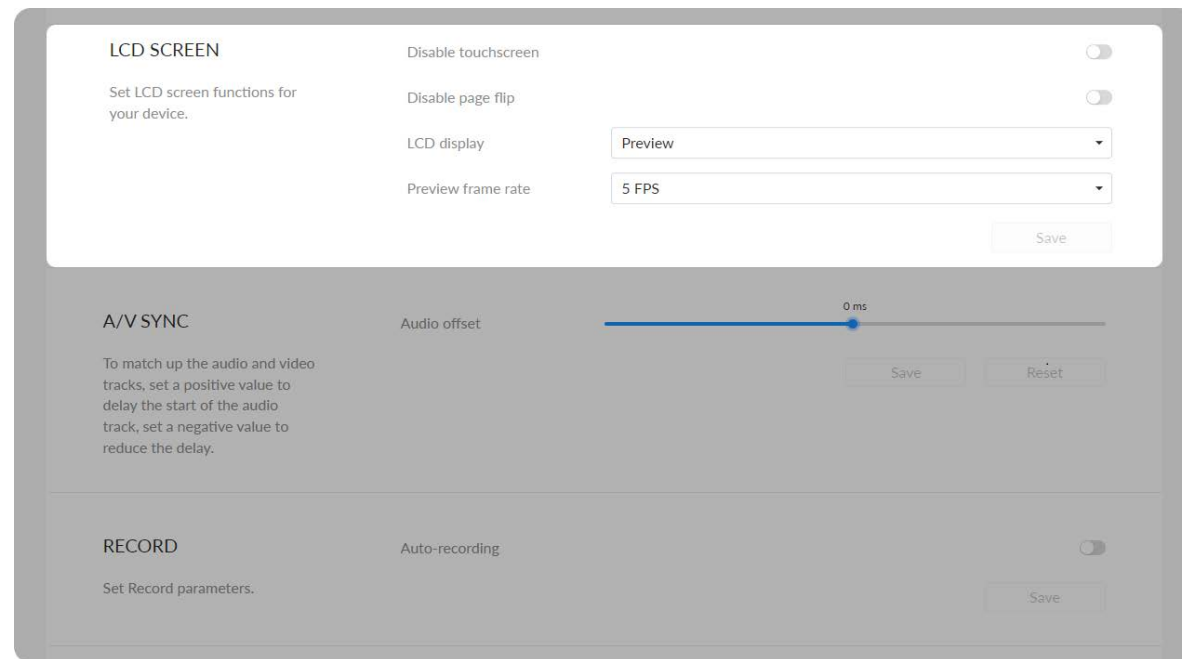 LCD SCREEN
Disable touchscreen
Set LCD screen functions for
your device.
Disable page flip
LCD display
Preview
Preview frame rate
5 FPS
Save
A/V SYNC
Audio offset
0 ms
To match up the audio and video
tracks, set a positive value to
delay the start of the audio
track, set a negative value to
reduce the delay.
Save
Reset
RECORD
Auto-recording
Set Record parameters.
Save